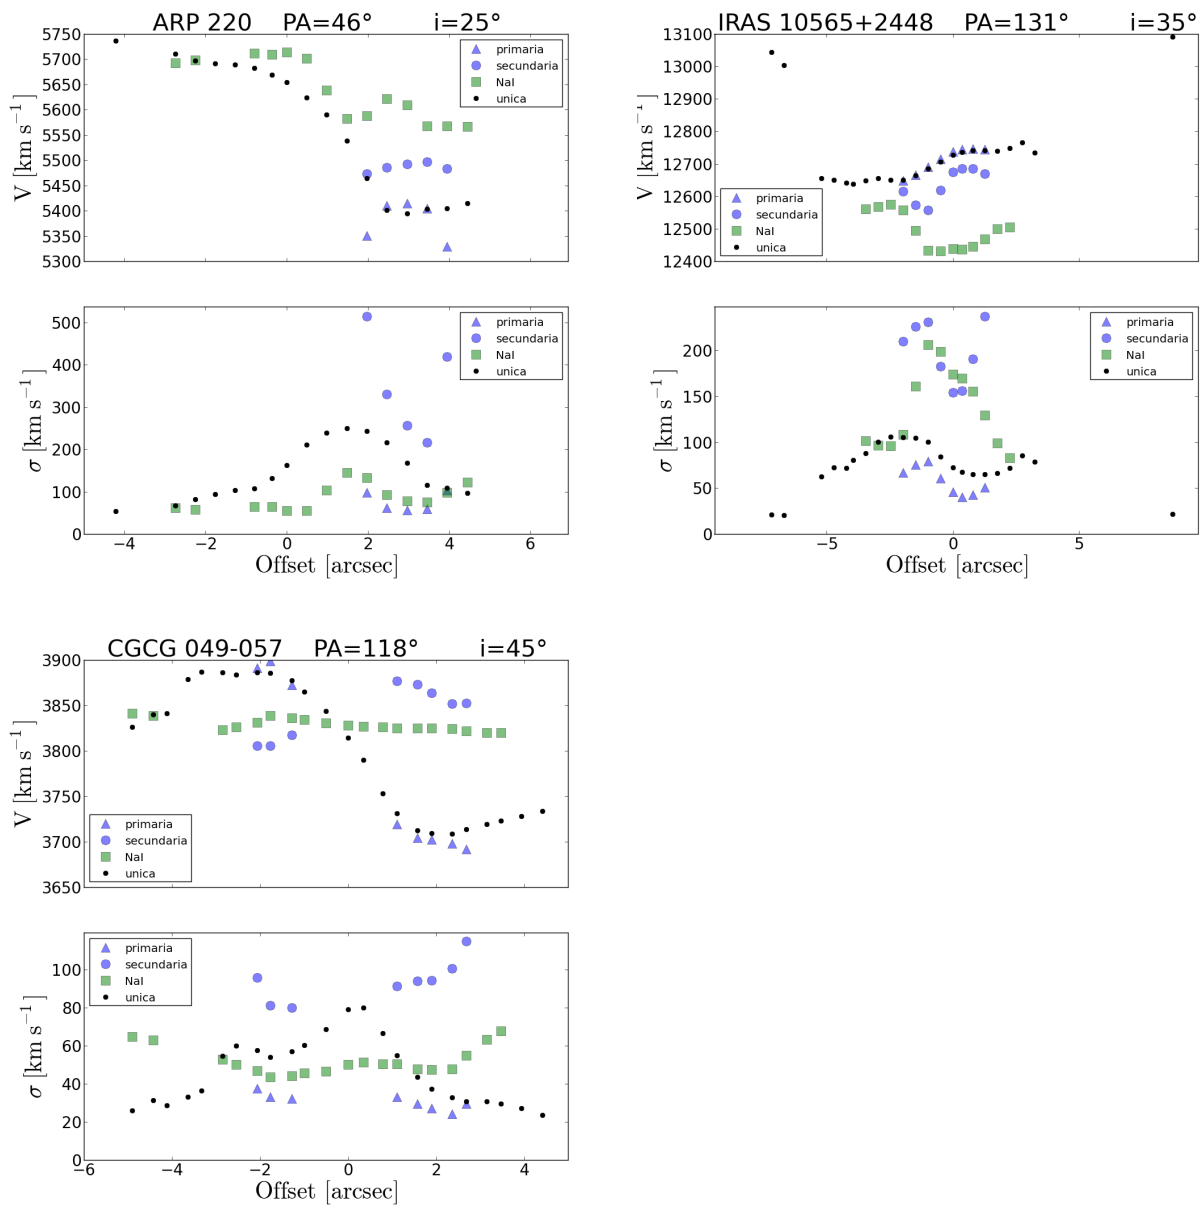 ARP 220 PA=46° i=25°
5750
5700
5650
5600
5550
5500
5450
5400
5350
5300
V [km s⁻¹]
primaria
secundaria
NaI
unica
500
400
300
200
100
0
σ [km s⁻¹]
primaria
secundaria
NaI
unica
−4 −2 0 2 4 6
Offset [arcsec]
IRAS 10565+2448 PA=131° i=35°
13100
13000
12900
12800
12700
12600
12500
12400
V [km s⁻¹]
primaria
secundaria
NaI
unica
200
150
100
50
0
σ [km s⁻¹]
primaria
secundaria
NaI
unica
−5 0 5
Offset [arcsec]
CGCG 049-057 PA=118° i=45°
3900
3850
3800
3750
3700
3650
V [km s⁻¹]
primaria
secundaria
NaI
unica
100
80
60
40
20
0
σ [km s⁻¹]
primaria
secundaria
NaI
unica
−6 −4 −2 0 2 4
Offset [arcsec]